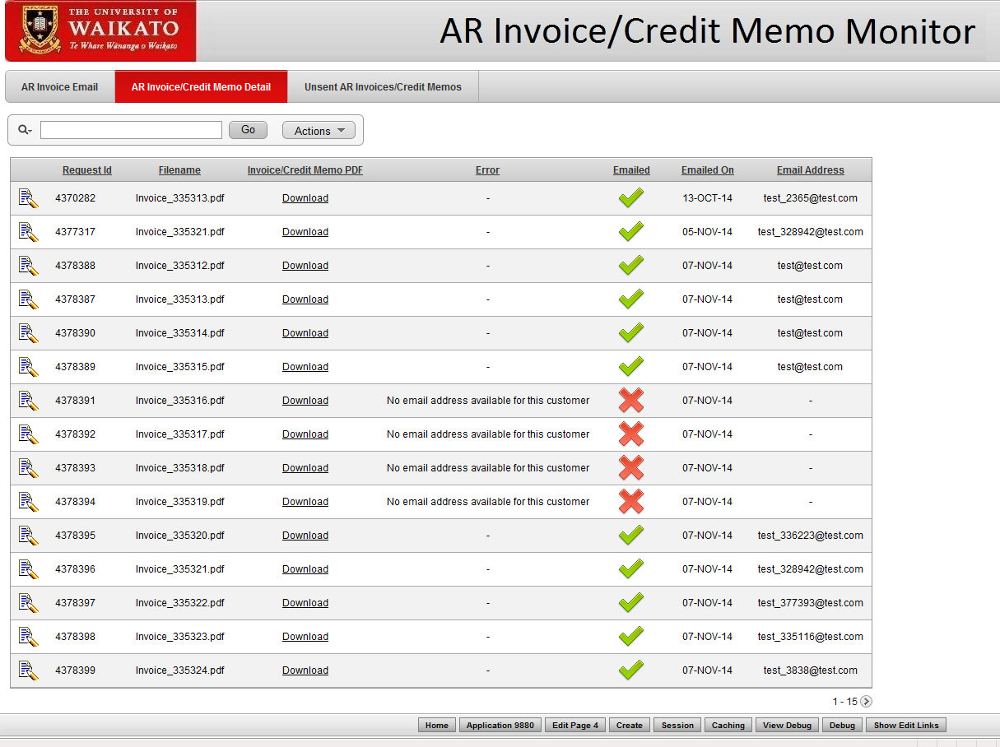 THE UNIVERSITY OF
WAIKATO
Te Whare Wānanga o Waikato
AR Invoice/Credit Memo Monitor
AR Invoice Email AR Invoice/Credit Memo Detail Unsent AR Invoices/Credit Memos
Go Actions
Request Id Filename Invoice/Credit Memo PDF Error Emailed Emailed On Email Address
4370282 Invoice_335313.pdf Download - 13-OCT-14 test_2365@test.com
4377317 Invoice_335321.pdf Download - 05-NOV-14 test_328942@test.com
4378388 Invoice_335312.pdf Download - 07-NOV-14 test@test.com
4378387 Invoice_335313.pdf Download - 07-NOV-14 test@test.com
4378390 Invoice_335314.pdf Download - 07-NOV-14 test@test.com
4378389 Invoice_335315.pdf Download - 07-NOV-14 test@test.com
4378391 Invoice_335316.pdf Download No email address available for this customer 07-NOV-14 -
4378392 Invoice_335317.pdf Download No email address available for this customer 07-NOV-14 -
4378393 Invoice_335318.pdf Download No email address available for this customer 07-NOV-14 -
4378394 Invoice_335319.pdf Download No email address available for this customer 07-NOV-14 -
4378395 Invoice_335320.pdf Download - 07-NOV-14 test_336223@test.com
4378396 Invoice_335321.pdf Download - 07-NOV-14 test_328942@test.com
4378397 Invoice_335322.pdf Download - 07-NOV-14 test_377393@test.com
4378398 Invoice_335323.pdf Download - 07-NOV-14 test_335116@test.com
4378399 Invoice_335324.pdf Download - 07-NOV-14 test_3838@test.com
1 - 15
Home Application 9880 Edit Page 4 Create Session Caching View Debug Debug Show Edit Links